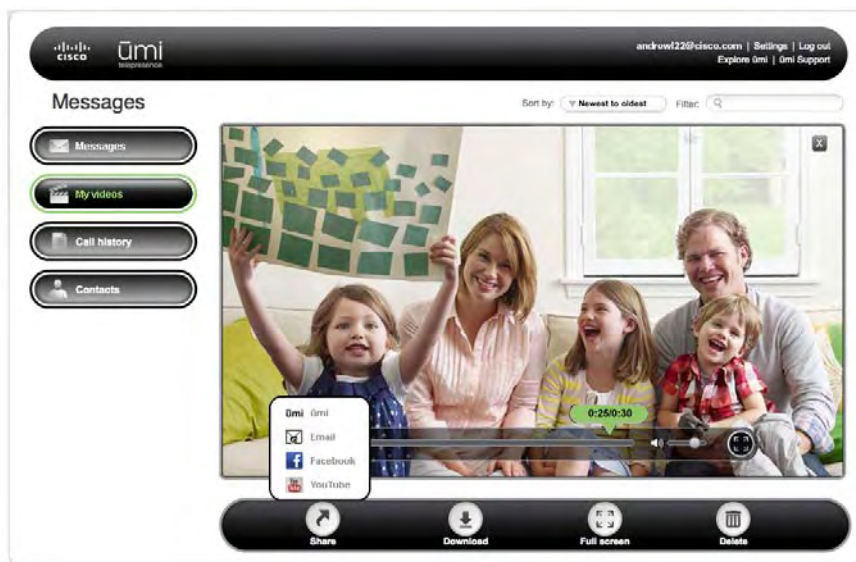 CISCO
ūmi
telepresence
androwl22@cisco.com | Settings | Log out
Explore ūmi | ūmi Support
Messages
Sort by: Newest to oldest Filter:
Messages
My videos
Call history
Contacts
X
0:25/0:30
ūmi ūmi
Email
Facebook
YouTube
Share
Download
Full screen
Delete